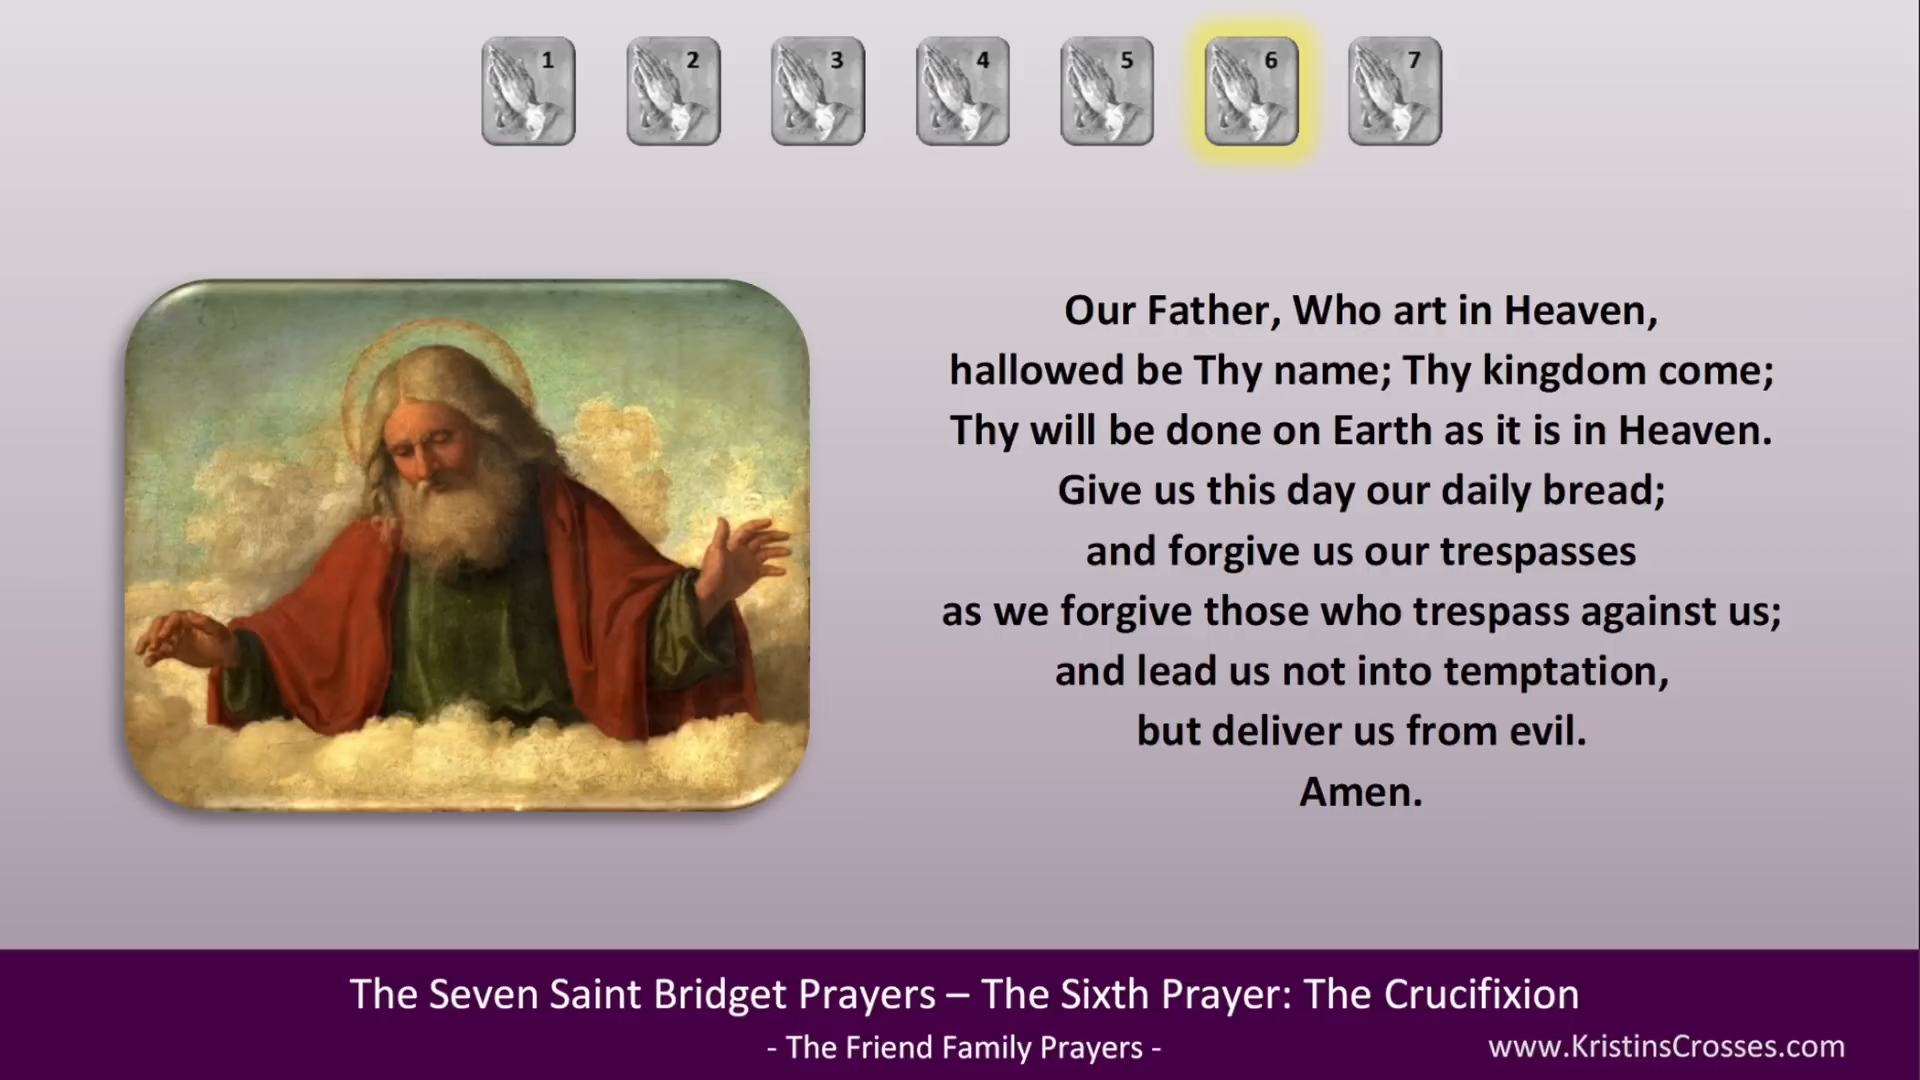 1 2 3 4 5 6 7
Our Father, Who art in Heaven,
hallowed be Thy name; Thy kingdom come;
Thy will be done on Earth as it is in Heaven.
Give us this day our daily bread;
and forgive us our trespasses
as we forgive those who trespass against us;
and lead us not into temptation,
but deliver us from evil.
Amen.
The Seven Saint Bridget Prayers – The Sixth Prayer: The Crucifixion
- The Friend Family Prayers -
www.KristinsCrosses.com